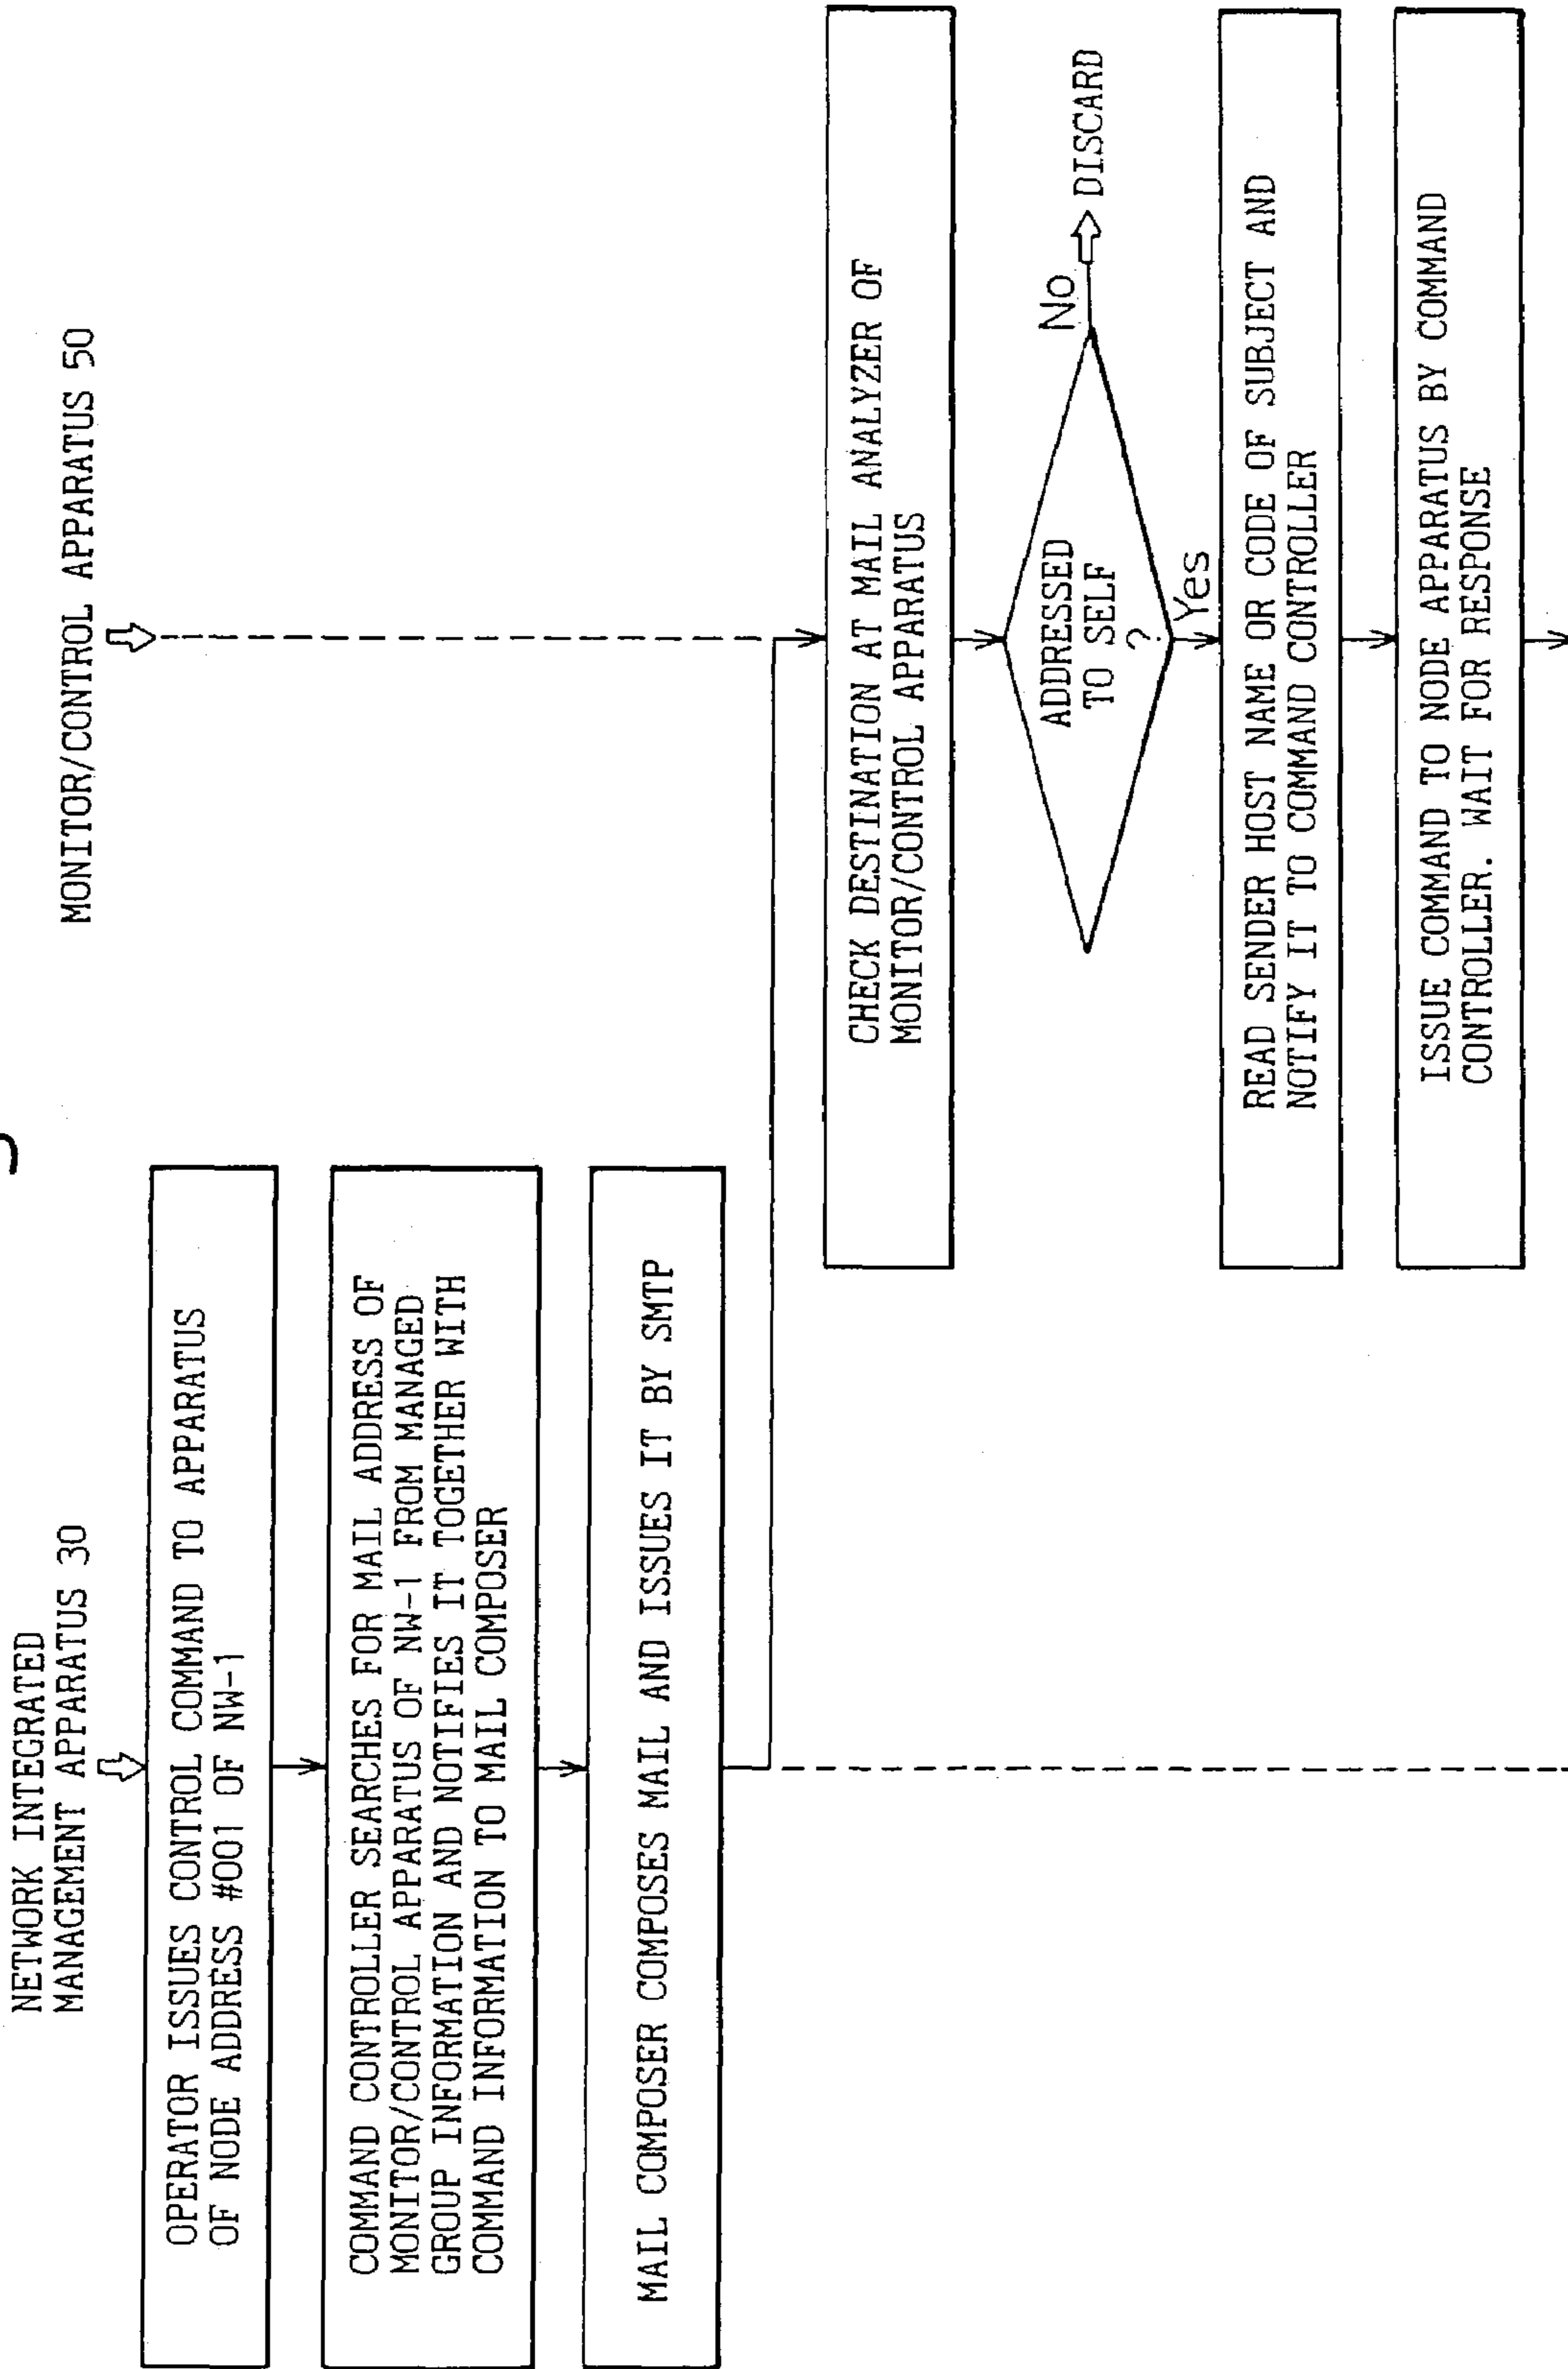 NETWORK INTEGRATED
MANAGEMENT APPARATUS 30
MONITOR/CONTROL APPARATUS 50
OPERATOR ISSUES CONTROL COMMAND TO APPARATUS
OF NODE ADDRESS #001 OF NW-1
COMMAND CONTROLLER SEARCHES FOR MAIL ADDRESS OF
MONITOR/CONTROL APPARATUS OF NW-1 FROM MANAGED
GROUP INFORMATION AND NOTIFIES IT TOGETHER WITH
COMMAND INFORMATION TO MAIL COMPOSER
MAIL COMPOSER COMPOSES MAIL AND ISSUES IT BY SMTP
CHECK DESTINATION AT MAIL ANALYZER OF
MONITOR/CONTROL APPARATUS
ADDRESSED
TO SELF
?
No
DISCARD
Yes
READ SENDER HOST NAME OR CODE OF SUBJECT AND
NOTIFY IT TO COMMAND CONTROLLER
ISSUE COMMAND TO NODE APPARATUS BY COMMAND
CONTROLLER. WAIT FOR RESPONSE